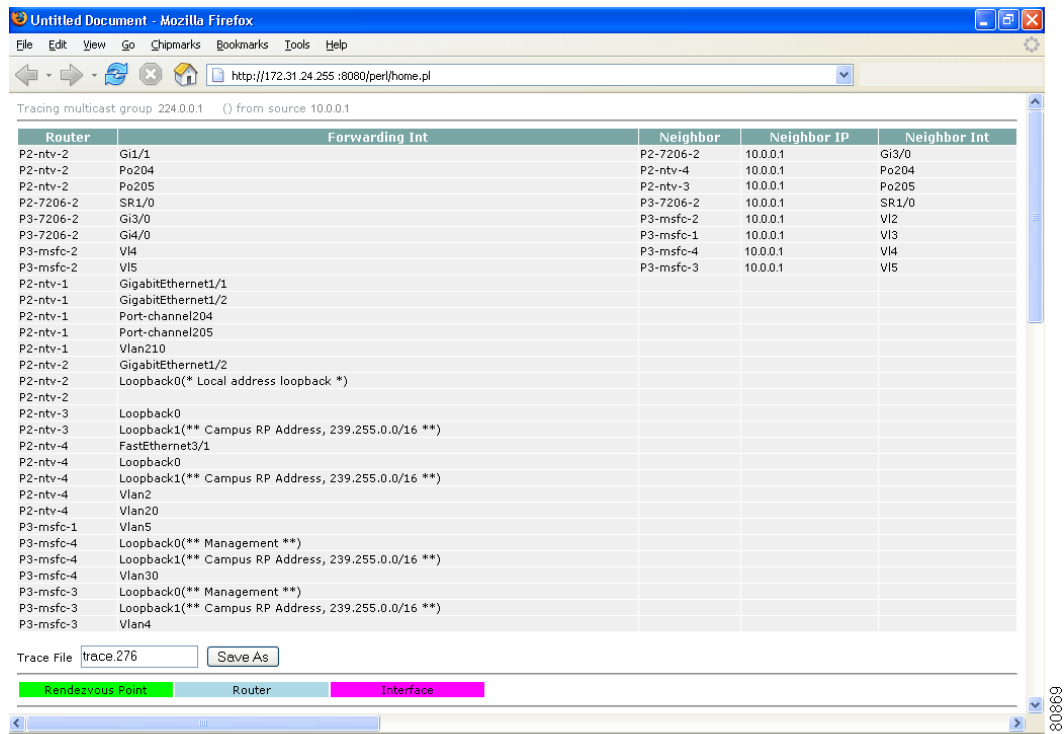 Untitled Document - Mozilla Firefox
File Edit View Go Chipmarks Bookmarks Tools Help
http://172.31.24.255 :8080/perl/home.pl
Tracing multicast group 224.0.0.1 () from source 10.0.0.1
Router Forwarding Int Neighbor Neighbor IP Neighbor Int
P2-ntv-2 Gi1/1 P2-7206-2 10.0.0.1 Gi3/0
P2-ntv-2 Po204 P2-ntv-4 10.0.0.1 Po204
P2-ntv-2 Po205 P2-ntv-3 10.0.0.1 Po205
P2-7206-2 SR1/0 P3-7206-2 10.0.0.1 SR1/0
P3-7206-2 Gi3/0 P3-msfc-2 10.0.0.1 Vl2
P3-7206-2 Gi4/0 P3-msfc-1 10.0.0.1 Vl3
P3-msfc-2 Vl4 P3-msfc-4 10.0.0.1 Vl4
P3-msfc-2 Vl5 P3-msfc-3 10.0.0.1 Vl5
P2-ntv-1 GigabitEthernet1/1
P2-ntv-1 GigabitEthernet1/2
P2-ntv-1 Port-channel204
P2-ntv-1 Port-channel205
P2-ntv-1 Vlan210
P2-ntv-2 GigabitEthernet1/2
P2-ntv-2 Loopback0(* Local address loopback *)
P2-ntv-2
P2-ntv-3 Loopback0
P2-ntv-3 Loopback1(** Campus RP Address, 239.255.0.0/16 **)
P2-ntv-4 FastEthernet3/1
P2-ntv-4 Loopback0
P2-ntv-4 Loopback1(** Campus RP Address, 239.255.0.0/16 **)
P2-ntv-4 Vlan2
P2-ntv-4 Vlan20
P3-msfc-1 Vlan5
P3-msfc-4 Loopback0(** Management **)
P3-msfc-4 Loopback1(** Campus RP Address, 239.255.0.0/16 **)
P3-msfc-4 Vlan30
P3-msfc-3 Loopback0(** Management **)
P3-msfc-3 Loopback1(** Campus RP Address, 239.255.0.0/16 **)
P3-msfc-3 Vlan4
Trace File trace.276 Save As
Rendezvous Point Router Interface
80869